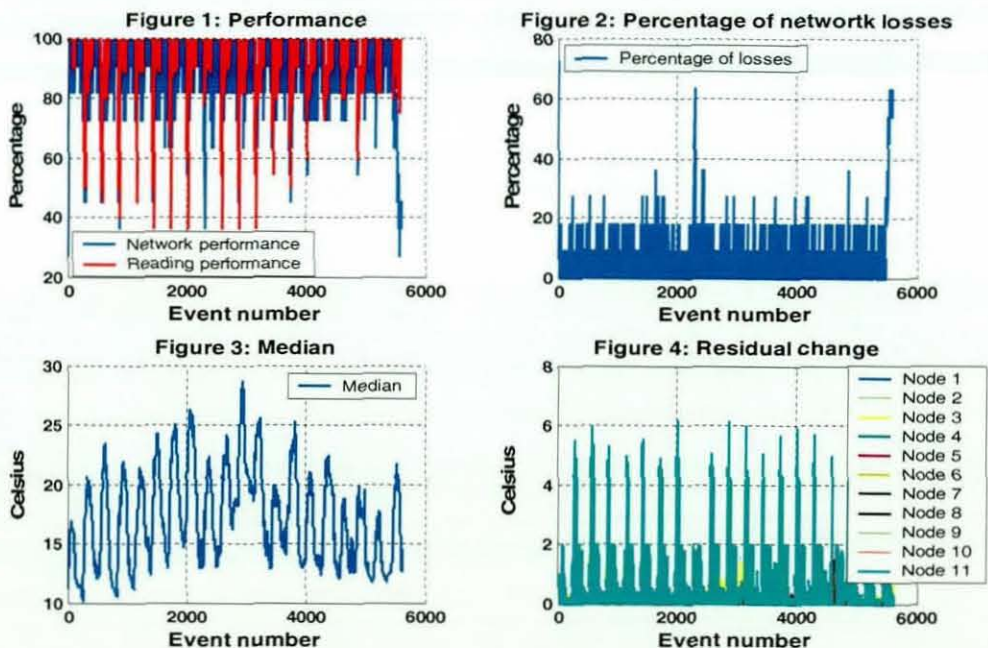 Figure 1: Performance
Percentage
100
80
60
40
20
Network performance
Reading performance
0
2000
4000
6000
Event number
Figure 2: Percentage of networtk losses
Percentage
80
60
40
20
0
Percentage of losses
0
2000
4000
6000
Event number
Figure 3: Median
Celsius
30
25
20
15
10
Median
0
2000
4000
6000
Event number
Figure 4: Residual change
Celsius
8
6
4
2
0
Node 1
Node 2
Node 3
Node 4
Node 5
Node 6
Node 7
Node 8
Node 9
Node 10
Node 11
0
2000
4000
6000
Event number